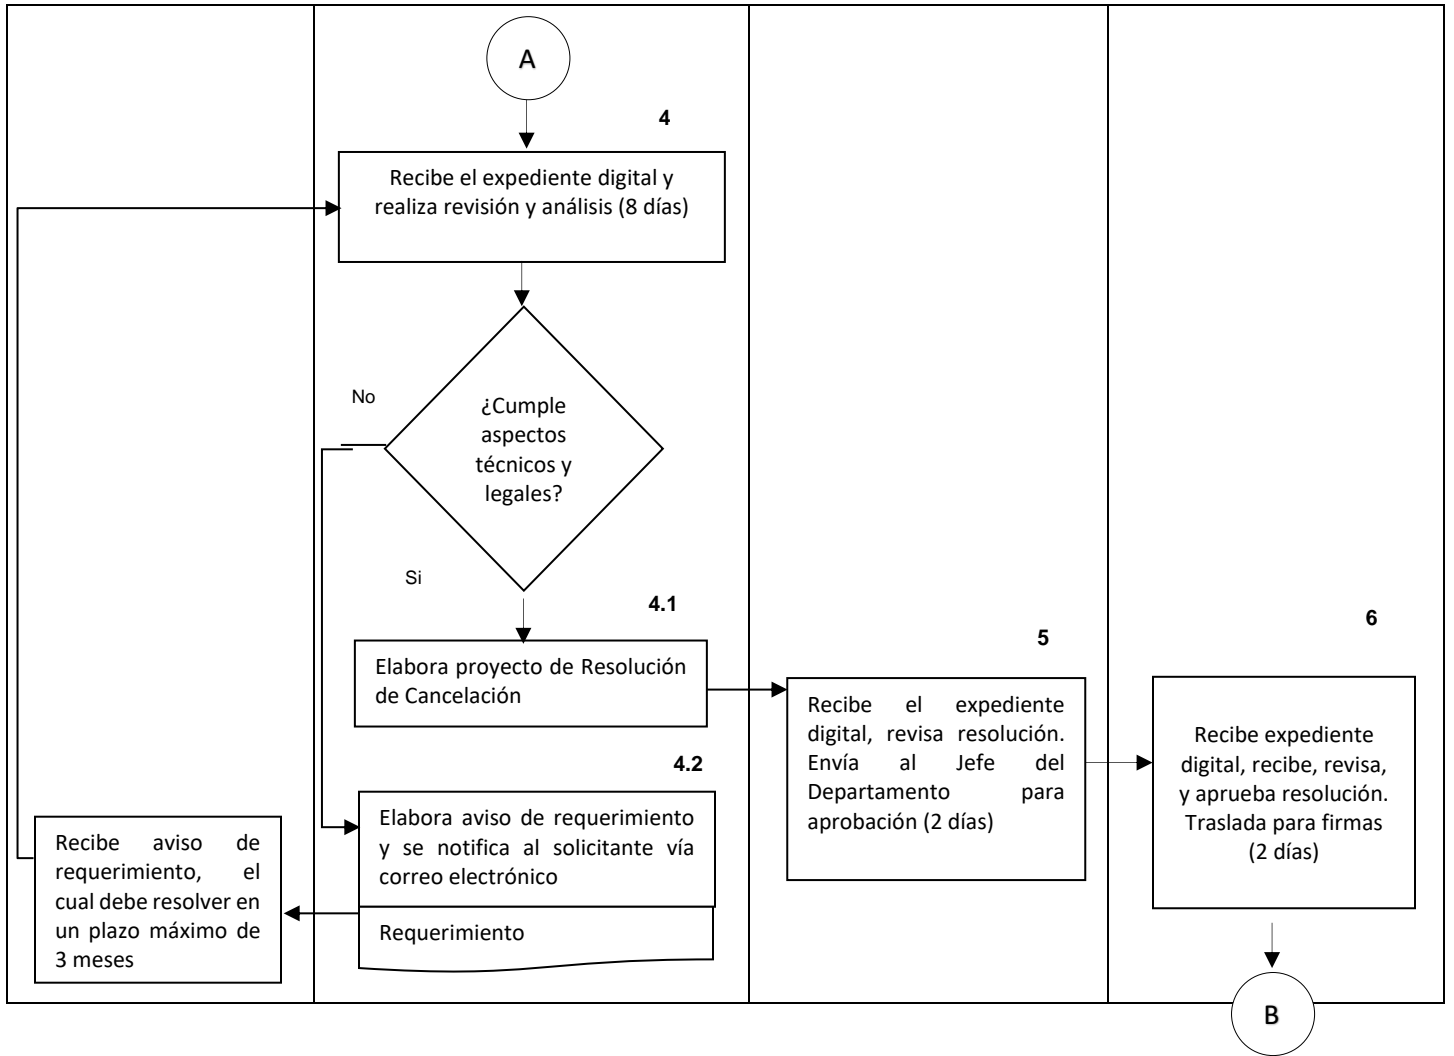 A
4
Recibe el expediente digital y
realiza revisión y análisis (8 días)
No
¿Cumple
aspectos
técnicos y
legales?
Si
4.1
Elabora proyecto de Resolución
de Cancelación
4.2
Elabora aviso de requerimiento
y se notifica al solicitante vía
correo electrónico
Requerimiento
Recibe aviso de
requerimiento, el
cual debe resolver en
un plazo máximo de
3 meses
5
Recibe el expediente
digital, revisa resolución.
Envía al Jefe del
Departamento para
aprobación (2 días)
6
Recibe expediente
digital, recibe, revisa,
y aprueba resolución.
Traslada para firmas
(2 días)
B